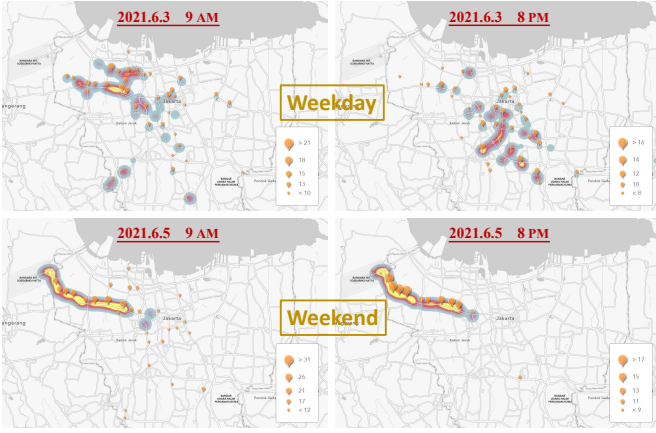 2021.6.3 9 AM
Jakarta
> 21
18
15
13
< 10
2021.6.3 8 PM
Jakarta
> 16
14
12
10
< 8
Weekday
2021.6.5 9 AM
Jakarta
> 31
26
21
17
< 12
2021.6.5 8 PM
Jakarta
> 17
15
13
11
< 9
Weekend